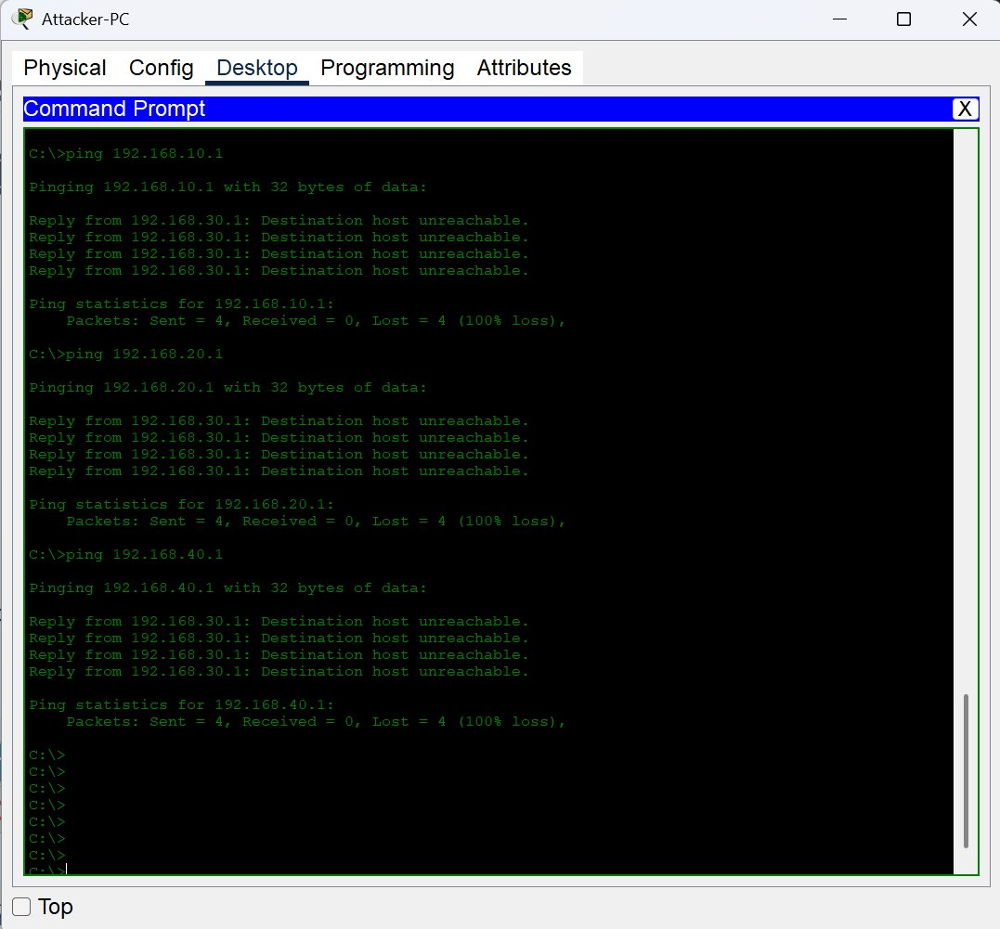 Attacker-PC
Physical Config Desktop Programming Attributes
Command Prompt X
C:\>ping 192.168.10.1
Pinging 192.168.10.1 with 32 bytes of data:
Reply from 192.168.30.1: Destination host unreachable.
Reply from 192.168.30.1: Destination host unreachable.
Reply from 192.168.30.1: Destination host unreachable.
Reply from 192.168.30.1: Destination host unreachable.
Ping statistics for 192.168.10.1:
Packets: Sent = 4, Received = 0, Lost = 4 (100% loss),
C:\>ping 192.168.20.1
Pinging 192.168.20.1 with 32 bytes of data:
Reply from 192.168.30.1: Destination host unreachable.
Reply from 192.168.30.1: Destination host unreachable.
Reply from 192.168.30.1: Destination host unreachable.
Reply from 192.168.30.1: Destination host unreachable.
Ping statistics for 192.168.20.1:
Packets: Sent = 4, Received = 0, Lost = 4 (100% loss),
C:\>ping 192.168.40.1
Pinging 192.168.40.1 with 32 bytes of data:
Reply from 192.168.30.1: Destination host unreachable.
Reply from 192.168.30.1: Destination host unreachable.
Reply from 192.168.30.1: Destination host unreachable.
Reply from 192.168.30.1: Destination host unreachable.
Ping statistics for 192.168.40.1:
Packets: Sent = 4, Received = 0, Lost = 4 (100% loss),
C:\>
C:\>
C:\>
C:\>
C:\>
C:\>
C:\>
C:\>
Top